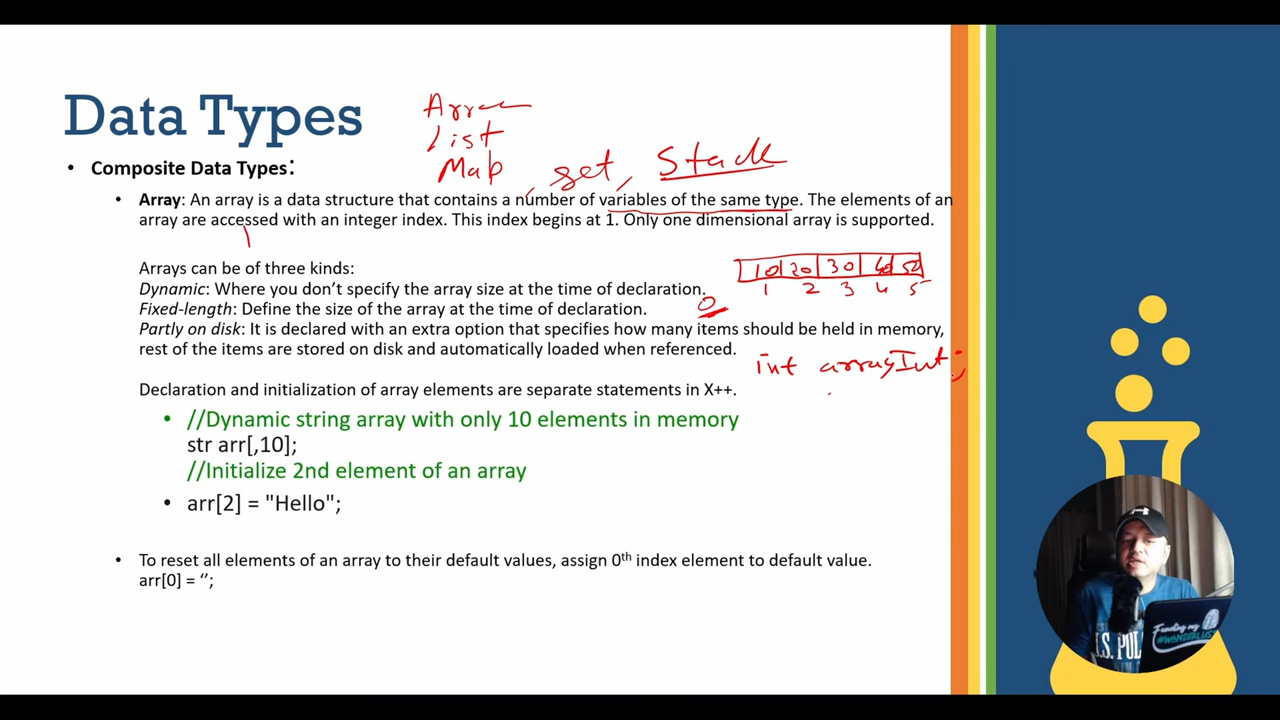 Data Types
Array
List
Map , set, Stack
• Composite Data Types:
• Array: An array is a data structure that contains a number of variables of the same type. The elements of an
array are accessed with an integer index. This index begins at 1. Only one dimensional array is supported.
1
Arrays can be of three kinds:
10 20 30 40 50
Dynamic: Where you don't specify the array size at the time of declaration.
1 2 3 4 5
Fixed-length: Define the size of the array at the time of declaration.
0
Partly on disk: It is declared with an extra option that specifies how many items should be held in memory,
rest of the items are stored on disk and automatically loaded when referenced.
int arrayInt;
Declaration and initialization of array elements are separate statements in X++.
• //Dynamic string array with only 10 elements in memory
str arr[,10];
//Initialize 2nd element of an array
• arr[2] = "Hello";
• To reset all elements of an array to their default values, assign 0th index element to default value.
arr[0] = '';
Funding my
#WANDERLUST
U.S. POL